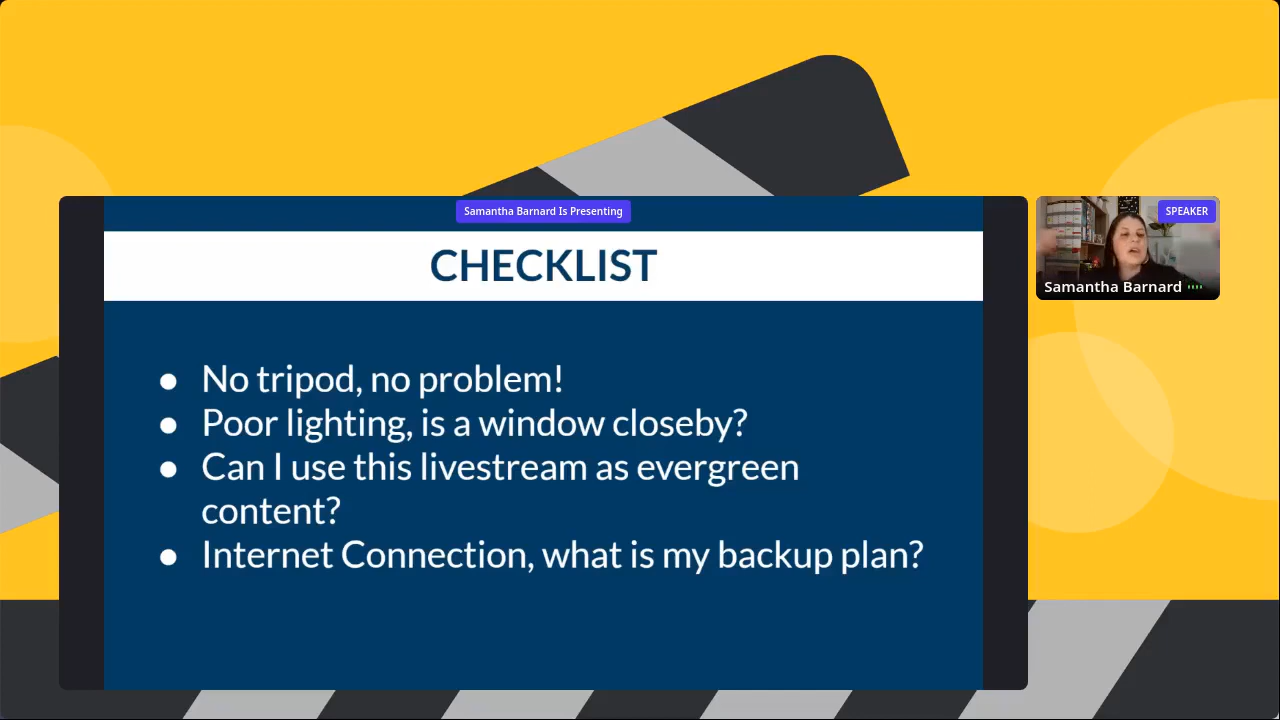 Samantha Barnard Is Presenting
SPEAKER
Samantha Barnard
CHECKLIST
● No tripod, no problem!
● Poor lighting, is a window closeby?
● Can I use this livestream as evergreen
content?
● Internet Connection, what is my backup plan?